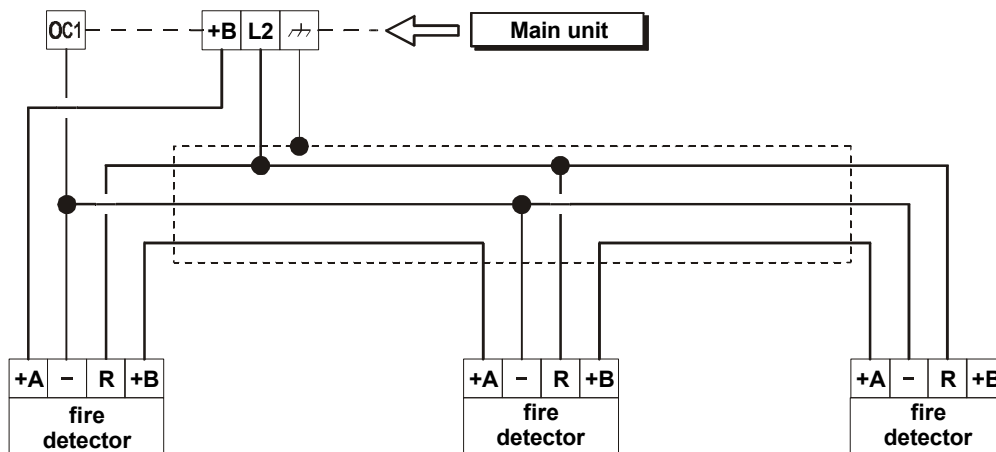 OC1 +B L2 Main unit
+A – R +B +A – R +B +A – R +B
fire fire fire
detector detector detector